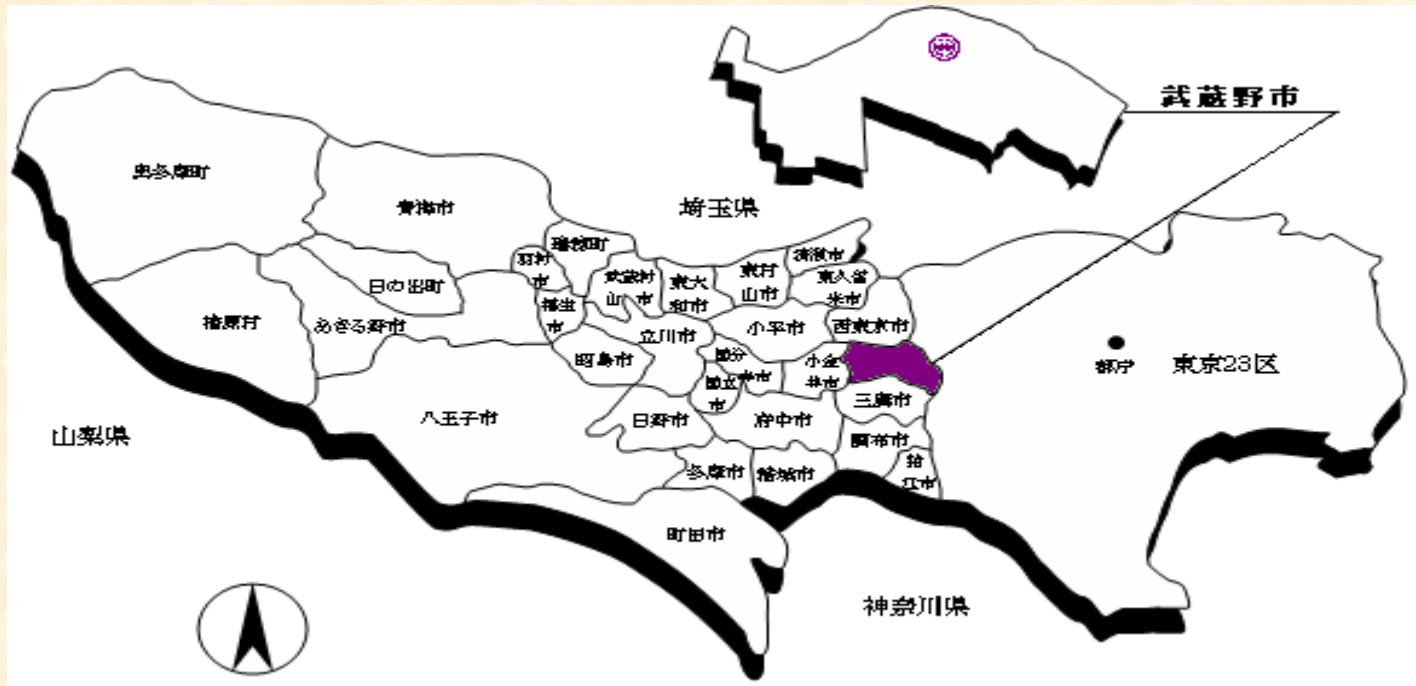 武蔵野市
奥多摩町
青梅市
埼玉県
瑞穂町
清瀬市
羽村
市
武蔵村
山市
東大
和市
東村
山市
東久留
米市
日の出町
檜原村
あきる野市
福生
市
立川市
小平市
西東京市
昭島市
国分
寺市
小金
井市
都庁
東京23区
国立
市
三鷹市
山梨県
八王子市
日野市
府中市
調布市
多摩市
稲城市
狛
江市
町田市
神奈川県